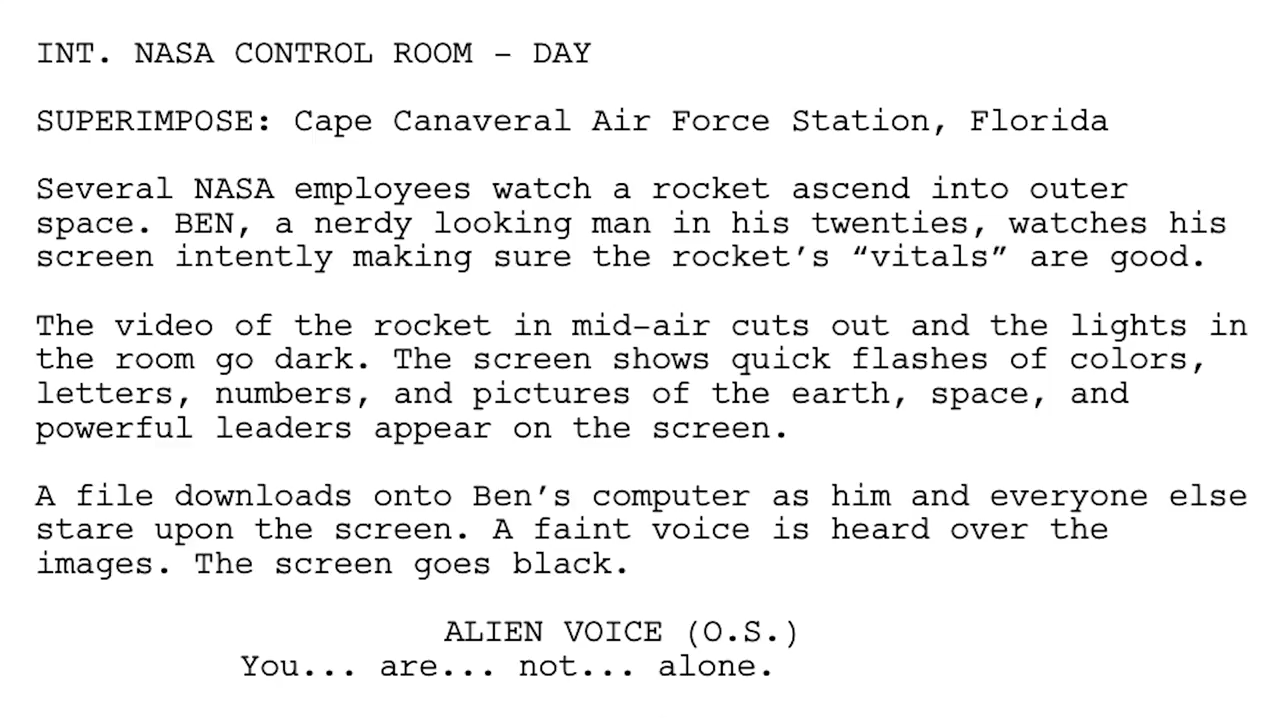 INT. NASA CONTROL ROOM – DAY
SUPERIMPOSE: Cape Canaveral Air Force Station, Florida
Several NASA employees watch a rocket ascend into outer
space. BEN, a nerdy looking man in his twenties, watches his
screen intently making sure the rocket’s “vitals” are good.
The video of the rocket in mid–air cuts out and the lights in
the room go dark. The screen shows quick flashes of colors,
letters, numbers, and pictures of the earth, space, and
powerful leaders appear on the screen.
A file downloads onto Ben’s computer as him and everyone else
stare upon the screen. A faint voice is heard over the
images. The screen goes black.
ALIEN VOICE (O.S.)
You... are... not... alone.